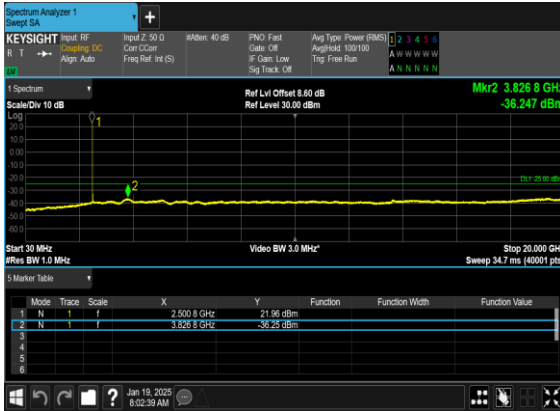 Spectrum Analyzer 1
Swept SA
+
KEYSIGHT Input: RF Input Z: 50 Ω #Atten: 40 dB PNO: Fast Avg Type: Power (RMS) 1 2 3 4 5 6
R T Coupling: DC Corr CCorr Gate: Off Avg|Hold: 100/100 A W W W W W
Align: Auto Freq Ref: Int (S) IF Gain: Low Trig: Free Run
Sig Track: Off A N N N N N
1 Spectrum
Ref Lvl Offset 8.60 dB Mkr2 3.826 8 GHz
Scale/Div 10 dB Ref Level 30.00 dBm -36.247 dBm
Log
20.0
10.0
0.00
-10.0
-20.0
-30.0
-40.0
-50.0
-60.0
1
2
DL1 -25.00 dBm
Start 30 MHz Video BW 3.0 MHz* Stop 20.000 GHz
#Res BW 1.0 MHz Sweep 34.7 ms (40001 pts)
5 Marker Table
Mode Trace Scale X Y Function Function Width Function Value
1 N 1 f 2.500 8 GHz 21.96 dBm
2 N 1 f 3.826 8 GHz -36.25 dBm
3
4
5
6
? Jan 19, 2025
8:02:39 AM